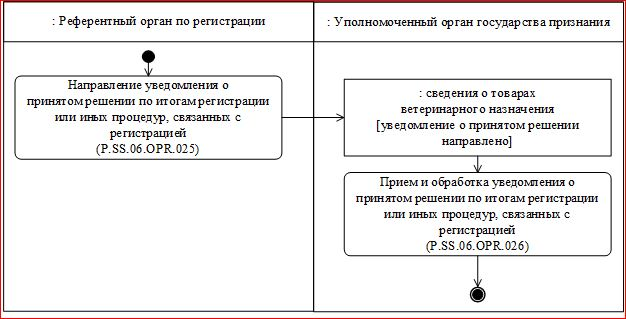 : Референтный орган по регистрации
: Уполномоченный орган государства признания
Направление уведомления о
принятом решении по итогам регистрации
или иных процедур, связанных с
регистрацией
(P.SS.06.OPR.025)
: сведения о товарах
ветеринарного назначения
[уведомление о принятом решении
направлено]
Прием и обработка уведомления о
принятом решении по итогам регистрации
или иных процедур, связанных с
регистрацией
(P.SS.06.OPR.026)